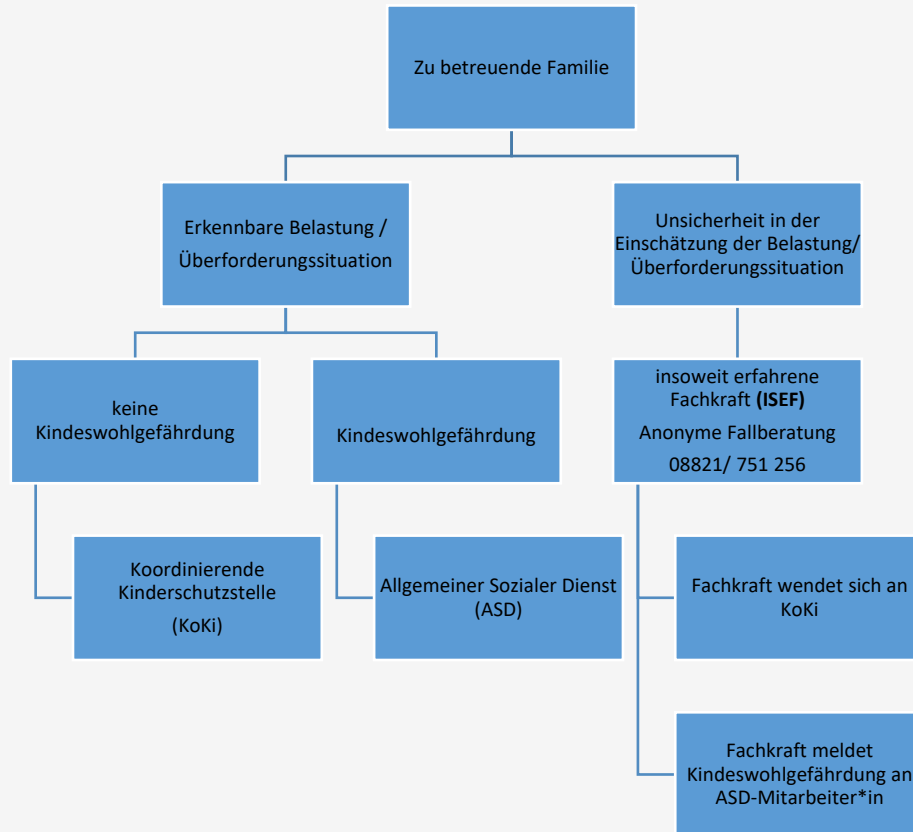 Zu betreuende Familie
Erkennbare Belastung /
Überforderungssituation
Unsicherheit in der
Einschätzung der Belastung/
Überforderungssituation
keine
Kindeswohlgefährdung
Kindeswohlgefährdung
insoweit erfahrene
Fachkraft (ISEF)
Anonyme Fallberatung
08821/ 751 256
Koordinierende
Kinderschutzstelle
(KoKi)
Allgemeiner Sozialer Dienst
(ASD)
Fachkraft wendet sich an
KoKi
Fachkraft meldet
Kindeswohlgefährdung an
ASD-Mitarbeiter*in